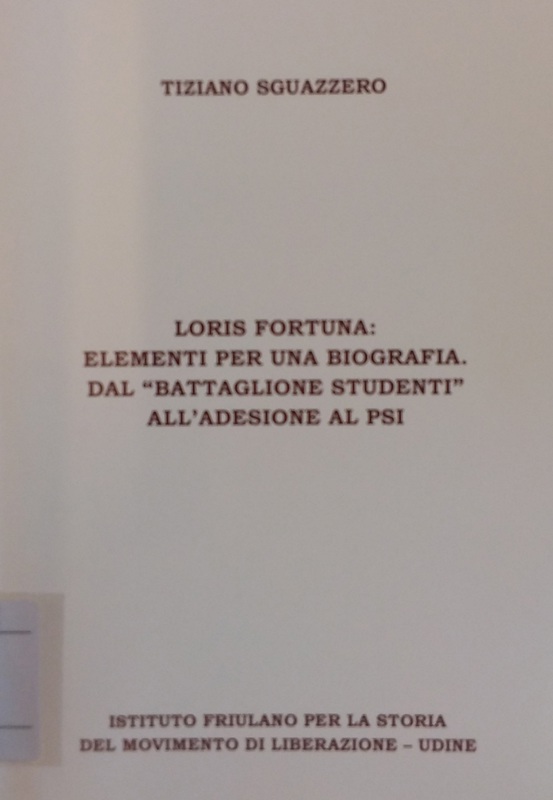 TIZIANO SGUAZZERO
LORIS FORTUNA:
ELEMENTI PER UNA BIOGRAFIA.
DAL “BATTAGLIONE STUDENTI”
ALL’ADESIONE AL PSI
ISTITUTO FRIULANO PER LA STORIA
DEL MOVIMENTO DI LIBERAZIONE – UDINE